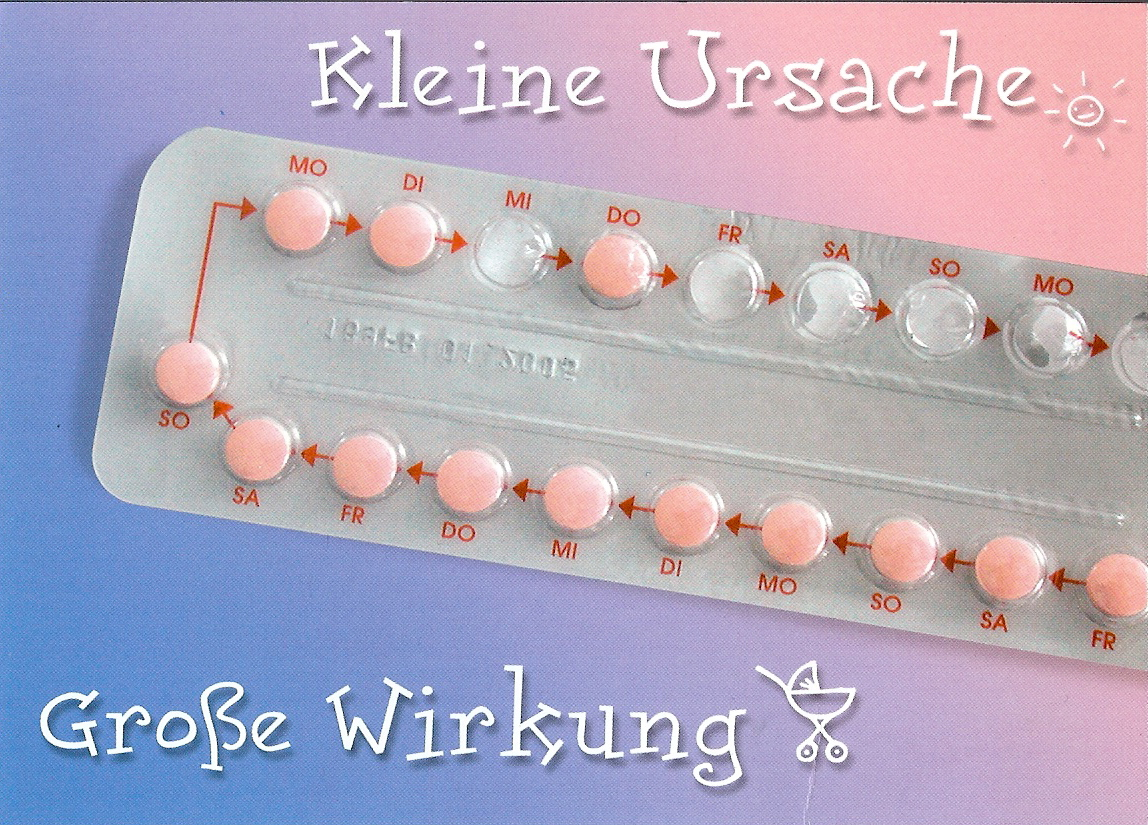 Kleine Ursache
MO DI MI DO FR SA SO MO
SO
SA FR DO MI DI MO SO SA FR
Große Wirkung